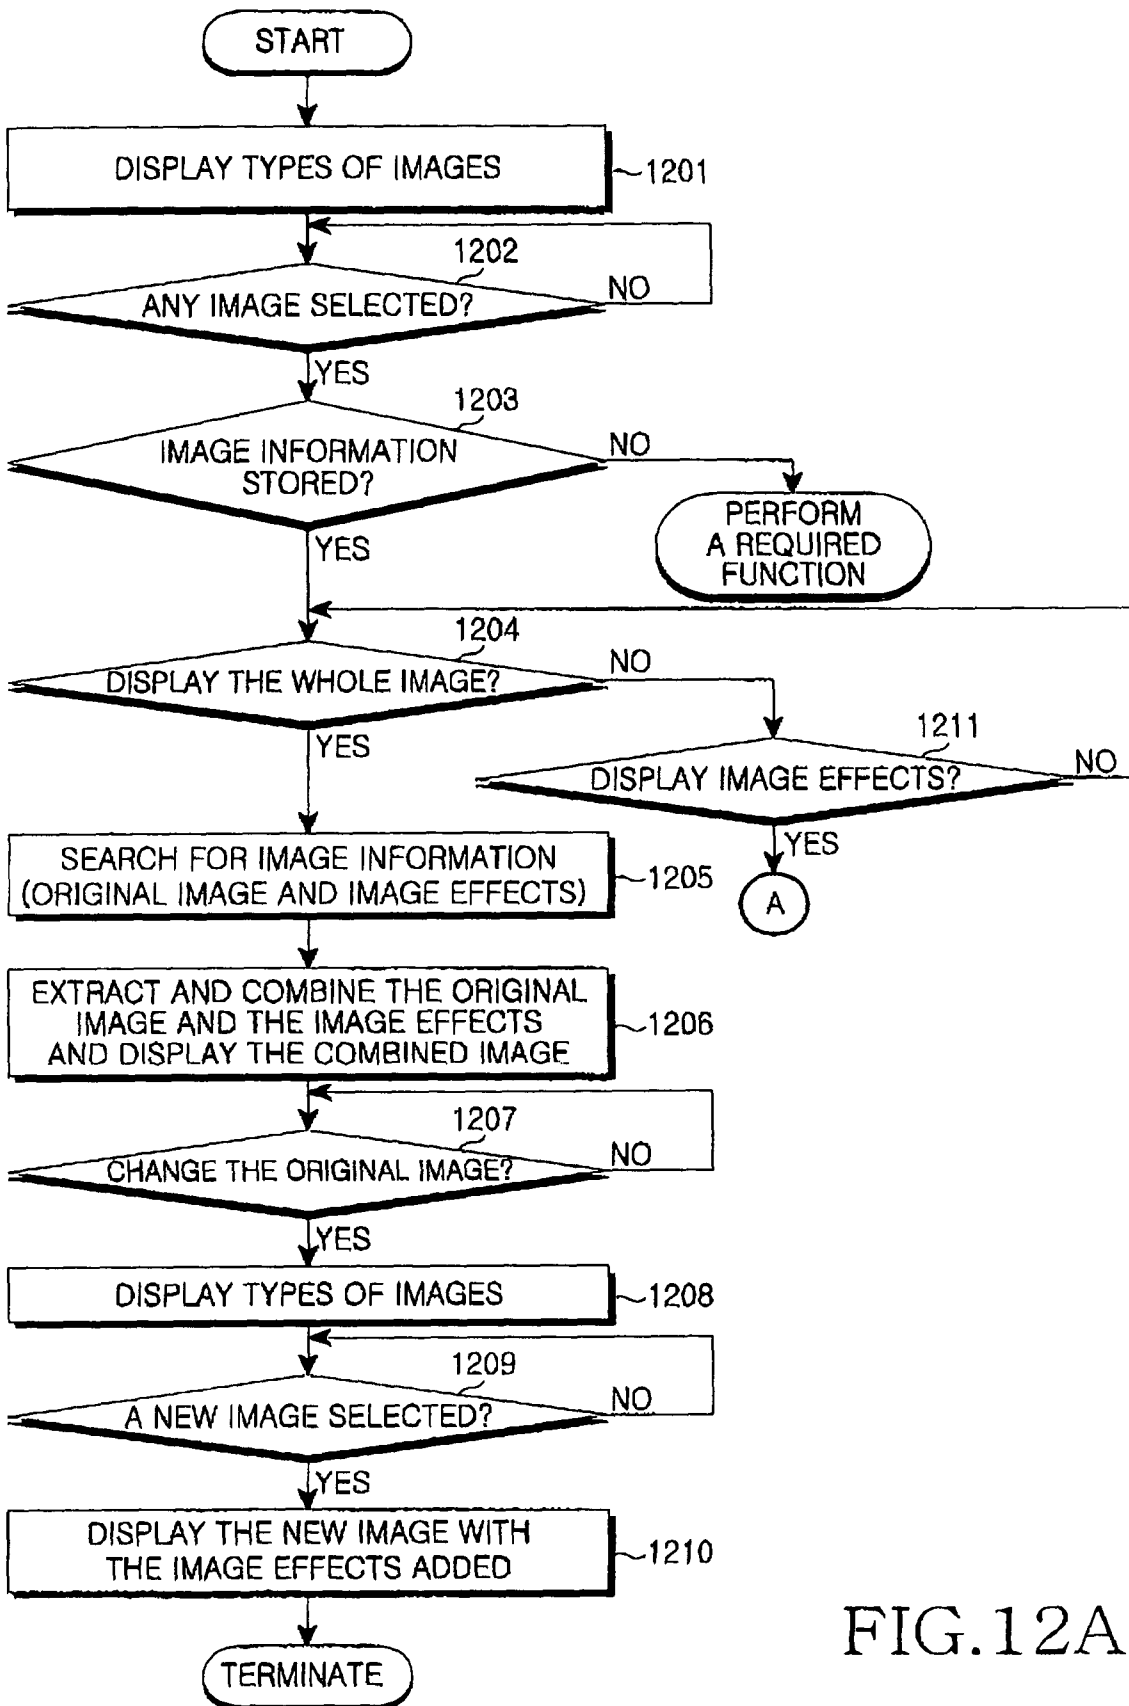 START
DISPLAY TYPES OF IMAGES
1201
1202
ANY IMAGE SELECTED?
NO
YES
1203
IMAGE INFORMATION
STORED?
NO
YES
PERFORM
A REQUIRED
FUNCTION
1204
DISPLAY THE WHOLE IMAGE?
NO
YES
1211
DISPLAY IMAGE EFFECTS?
NO
YES
A
SEARCH FOR IMAGE INFORMATION
(ORIGINAL IMAGE AND IMAGE EFFECTS)
1205
EXTRACT AND COMBINE THE ORIGINAL
IMAGE AND THE IMAGE EFFECTS
AND DISPLAY THE COMBINED IMAGE
1206
1207
CHANGE THE ORIGINAL IMAGE?
NO
YES
DISPLAY TYPES OF IMAGES
1208
1209
A NEW IMAGE SELECTED?
NO
YES
DISPLAY THE NEW IMAGE WITH
THE IMAGE EFFECTS ADDED
1210
TERMINATE
FIG.12A